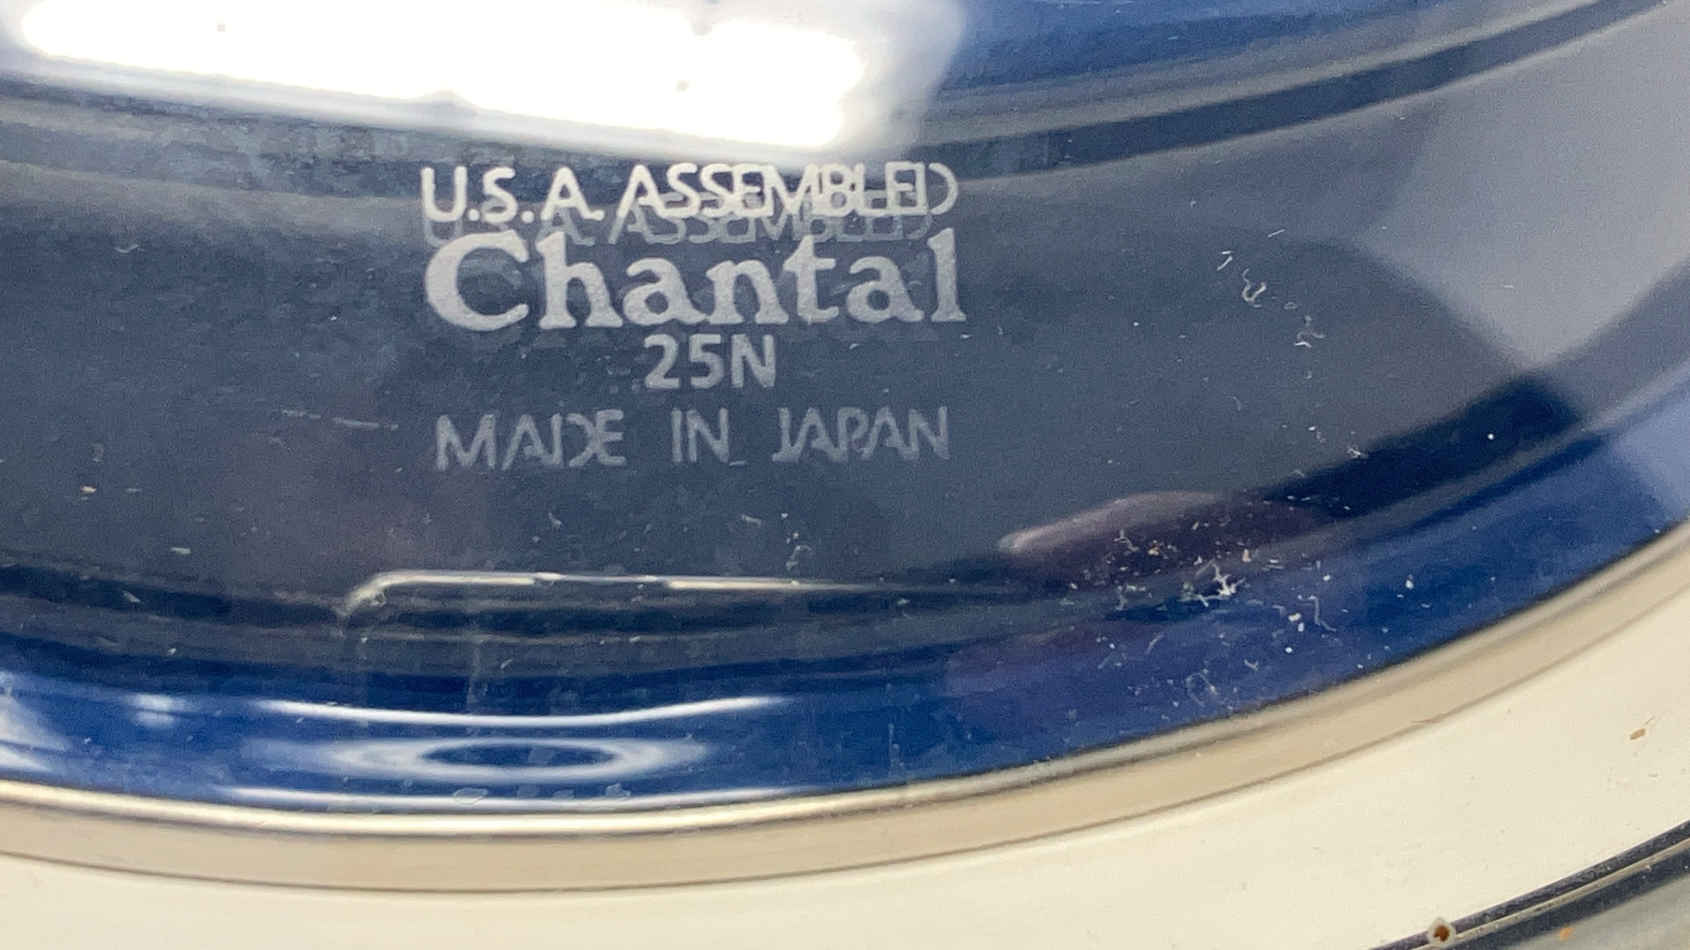 U.S.A. ASSEMBLED
Chantal
25N
MADE IN JAPAN